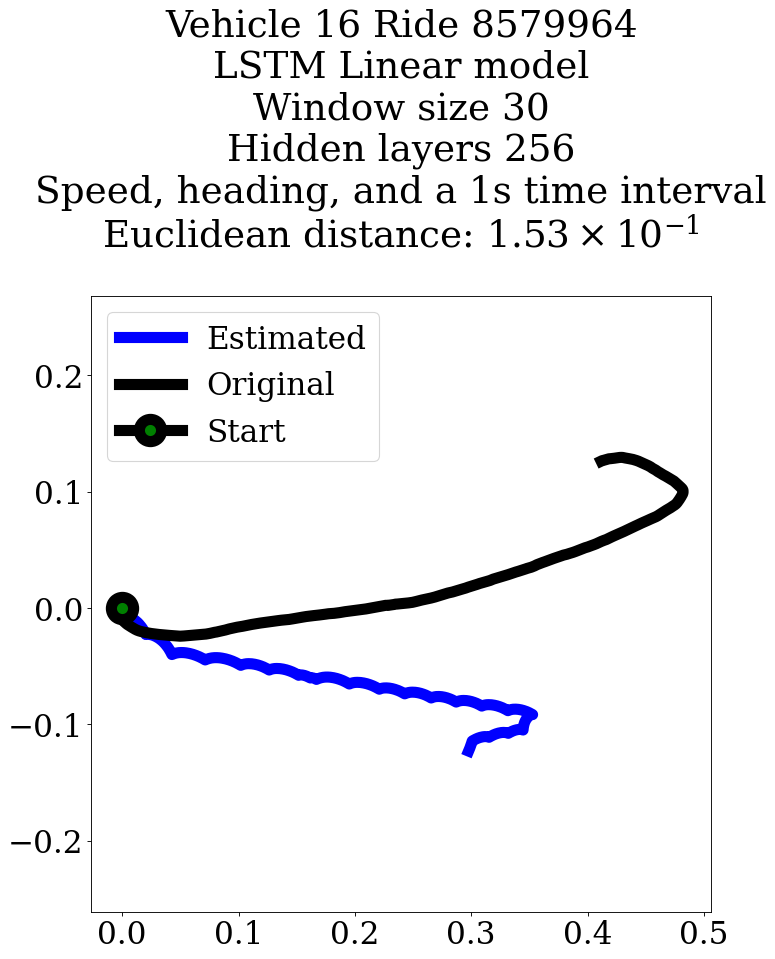 Vehicle 16 Ride 8579964
LSTM Linear model
Window size 30
Hidden layers 256
Speed, heading, and a 1s time interval
Euclidean distance: 1.53 × 10⁻¹
Estimated
Original
Start
0.2
0.1
0.0
−0.1
−0.2
0.0 0.1 0.2 0.3 0.4 0.5